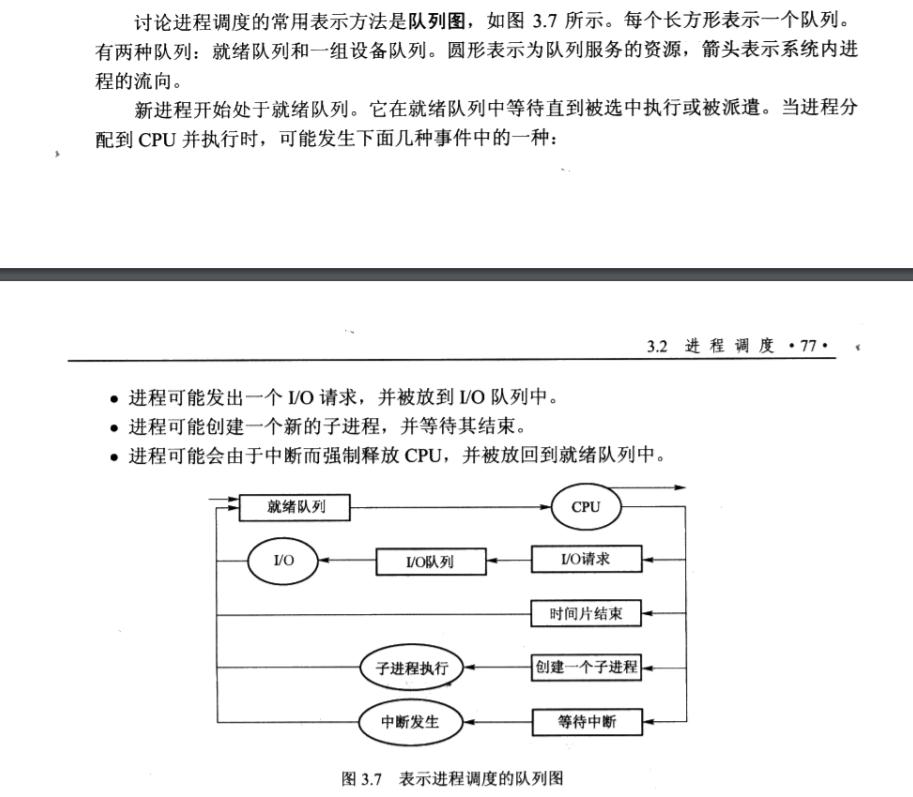 讨论进程调度的常用表示方法是队列图，如图 3.7 所示。每个长方形表示一个队列。
有两种队列：就绪队列和一组设备队列。圆形表示为队列服务的资源，箭头表示系统内进
程的流向。
新进程开始处于就绪队列。它在就绪队列中等待直到被选中执行或被派遣。当进程分
配到 CPU 并执行时，可能发生下面几种事件中的一种：
3.2 进 程 调 度 ·77·
• 进程可能发出一个 I/O 请求，并被放到 I/O 队列中。
• 进程可能创建一个新的子进程，并等待其结束。
• 进程可能会由于中断而强制释放 CPU，并被放回到就绪队列中。
就绪队列
CPU
I/O
I/O队列
I/O请求
时间片结束
子进程执行
创建一个子进程
中断发生
等待中断
图 3.7 表示进程调度的队列图